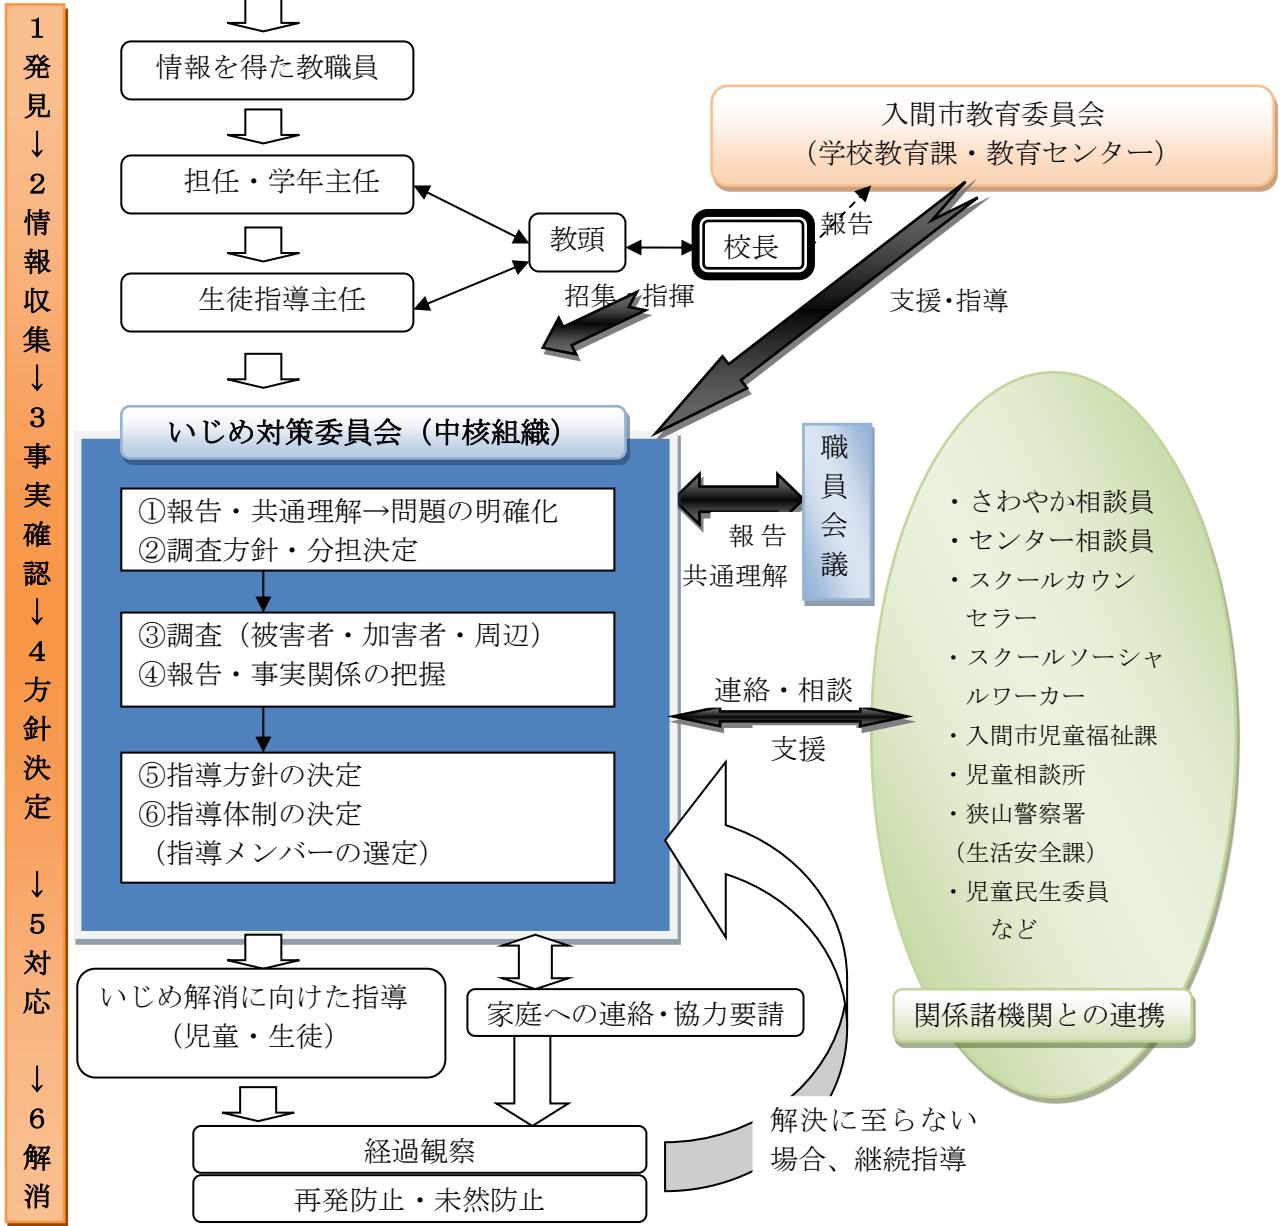 1発見→2情報収集→3事実確認→4方針決定　→5対応　→6解消
情報を得た教職員
担任・学年主任
生徒指導主任
教頭
校長
報告
入間市教育委員会
（学校教育課・教育センター）
招集・指揮
支援・指導
いじめ対策委員会（中核組織）
①報告・共通理解→問題の明確化
②調査方針・分担決定
③調査（被害者・加害者・周辺）
④報告・事実関係の把握
⑤指導方針の決定
⑥指導体制の決定
（指導メンバーの選定）
職員会議
報告
共通理解
連絡・相談
支援
・さわやか相談員
・センター相談員
・スクールカウン
セラー
・スクールソーシャ
ルワーカー
・入間市児童福祉課
・児童相談所
・狭山警察署
（生活安全課）
・児童民生委員
など
関係諸機関との連携
いじめ解消に向けた指導
（児童・生徒）
家庭への連絡・協力要請
経過観察
再発防止・未然防止
解決に至らない
場合、継続指導